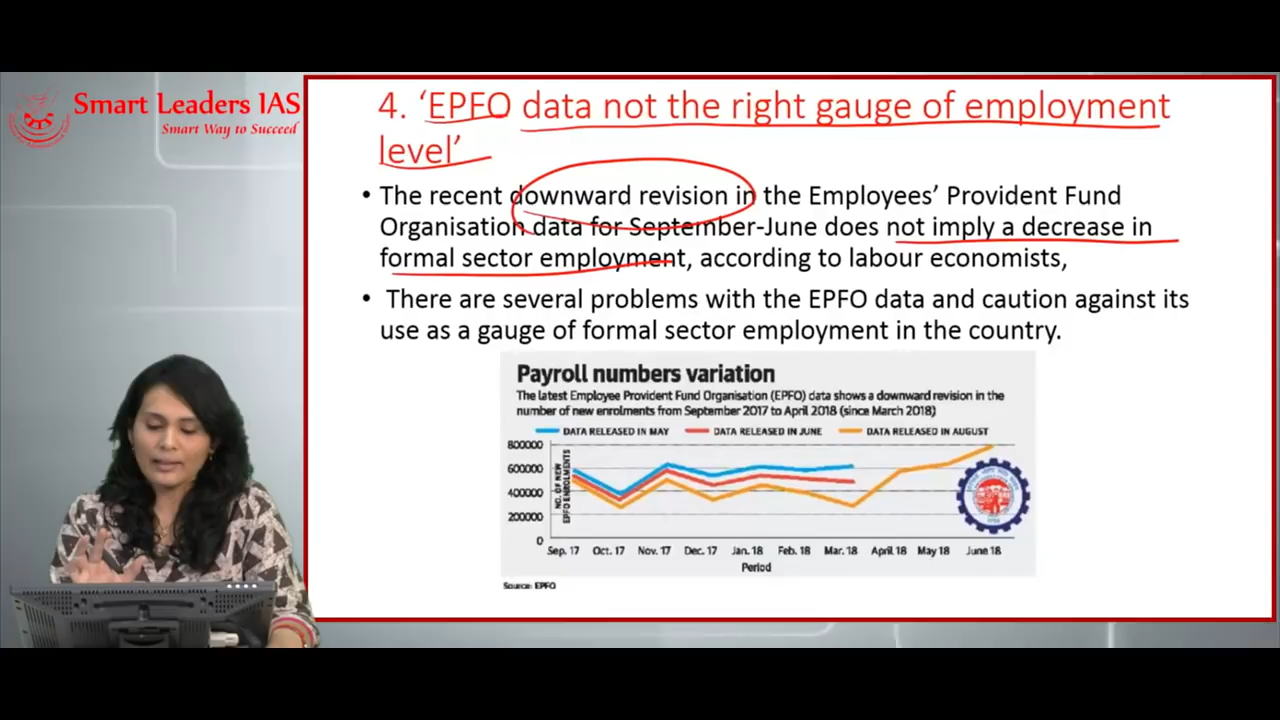 Smart Leaders IAS
Smart Way to Succeed
4. ‘EPFO data not the right gauge of employment
level’
• The recent downward revision in the Employees’ Provident Fund
Organisation data for September-June does not imply a decrease in
formal sector employment, according to labour economists,
• There are several problems with the EPFO data and caution against its
use as a gauge of formal sector employment in the country.
Payroll numbers variation
The latest Employee Provident Fund Organisation (EPFO) data shows a downward revision in the
number of new enrolments from September 2017 to April 2018 (since March 2018)
DATA RELEASED IN MAY DATA RELEASED IN JUNE DATA RELEASED IN AUGUST
800000
600000
400000
200000
0
NO. OF NEW
EPFO ENROLMENTS
Sep. 17 Oct. 17 Nov. 17 Dec. 17 Jan. 18 Feb. 18 Mar. 18 April 18 May 18 June 18
Period
Source: EPFO